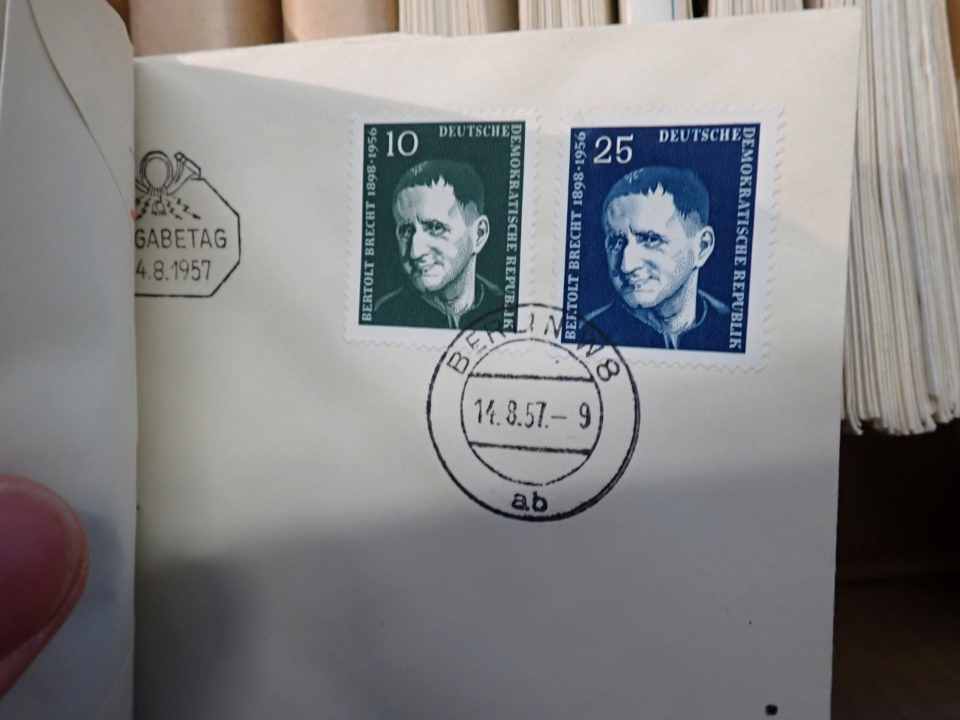 GABETAG
4.8.1957
10
DEUTSCHE
DEMOKRATISCHE REPUBLIK
BERTOLT BRECHT 1898·1956
25
DEUTSCHE
DEMOKRATISCHE REPUBLIK
BERTOLT BRECHT 1898·1956
BERLIN W8
14.8.57.–9
ab